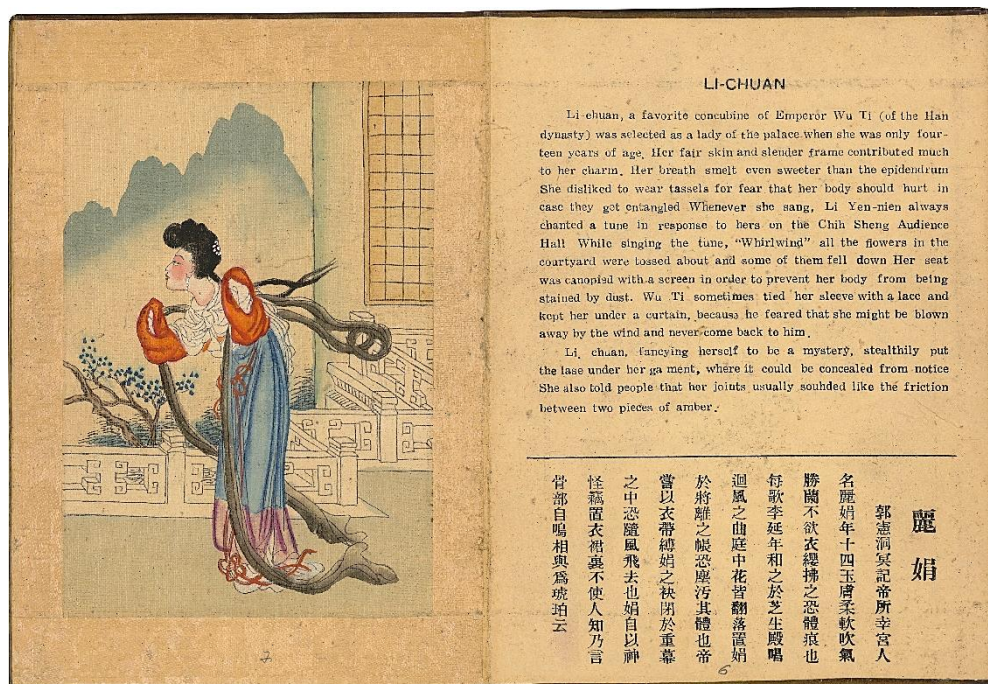 LI-CHUAN
Li-chuan, a favorite concubine of Emperor Wu Ti (of the Han
dynasty) was selected as a lady of the palace when she was only four-
teen years of age. Her fair skin and slender frame contributed much
to her charm. Her breath smelt even sweeter than the epidendrum
She disliked to wear tassels for fear that her body should hurt in
case they got entangled Whenever she sang, Li Yen-nien always
chanted a tune in response to hers on the Chih Sheng Audience
Hall While singing the tune, "Whirlwind" all the flowers in the
courtyard were tossed about and some of them fell down Her seat
was canopied with a screen in order to prevent her body from being
stained by dust. Wu Ti sometimes tied her sleeve with a lace and
kept her under a curtain, because he feared that she might be blown
away by the wind and never come back to him.
Li chuan, fancying herself to be a mystery, stealthily put
the lase under her ga ment, where it could be concealed from notice
She also told people that her joints usually souhded like the friction
between two pieces of amber.
麗娟
郭憲洞冥記帝所幸宮人
名麗娟年十四玉膚柔軟吹氣
勝蘭不欲衣纓拂之恐體痕也
每歌李延年和之於芝生殿唱
迴風之曲庭中花皆翻落置娟
於將離之帳恐塵污其體也帝
嘗以衣帶縛娟之袂閉於重幕
之中恐隨風飛去也娟自以神
怪藏置衣裙裏不使人知乃言
骨部自鳴相與爲琥珀云
2
6